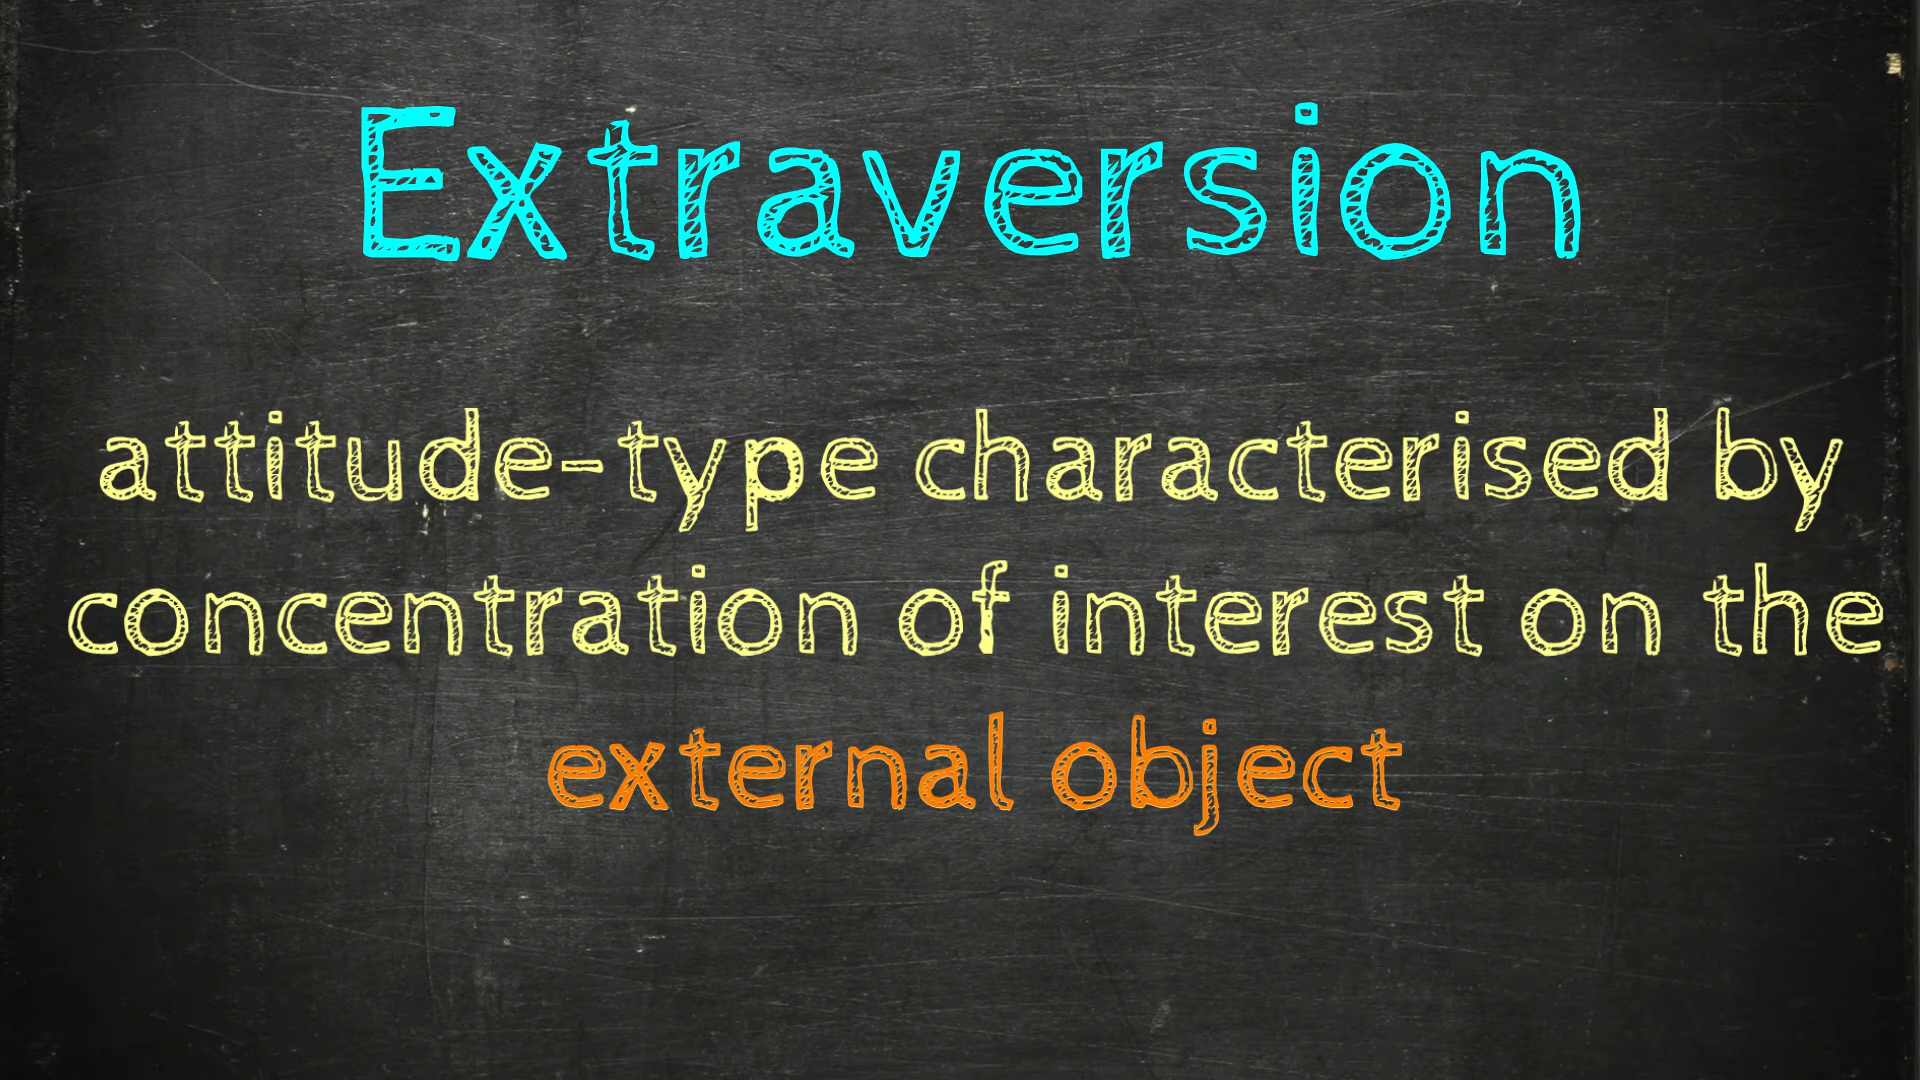 Extraversion
attitude-type characterised by
concentration of interest on the
external object